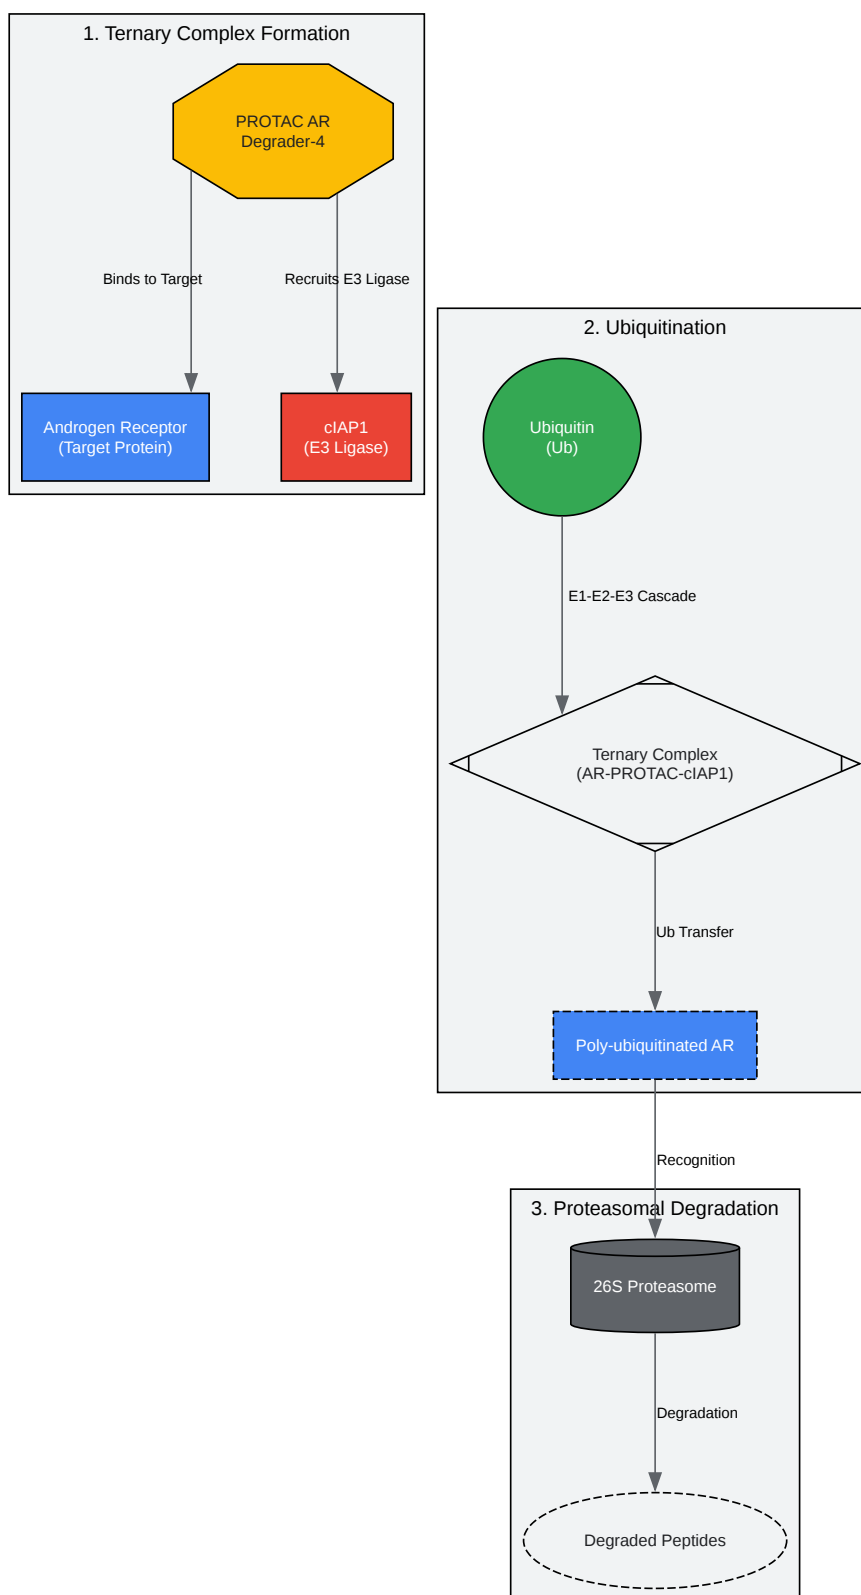 1. Ternary Complex Formation
PROTAC AR
Degrader-4
Binds to Target
Recruits E3 Ligase
Androgen Receptor
(Target Protein)
cIAP1
(E3 Ligase)
2. Ubiquitination
Ubiquitin
(Ub)
E1-E2-E3 Cascade
Ternary Complex
(AR-PROTAC-cIAP1)
Ub Transfer
Poly-ubiquitinated AR
Recognition
3. Proteasomal Degradation
26S Proteasome
Degradation
Degraded Peptides